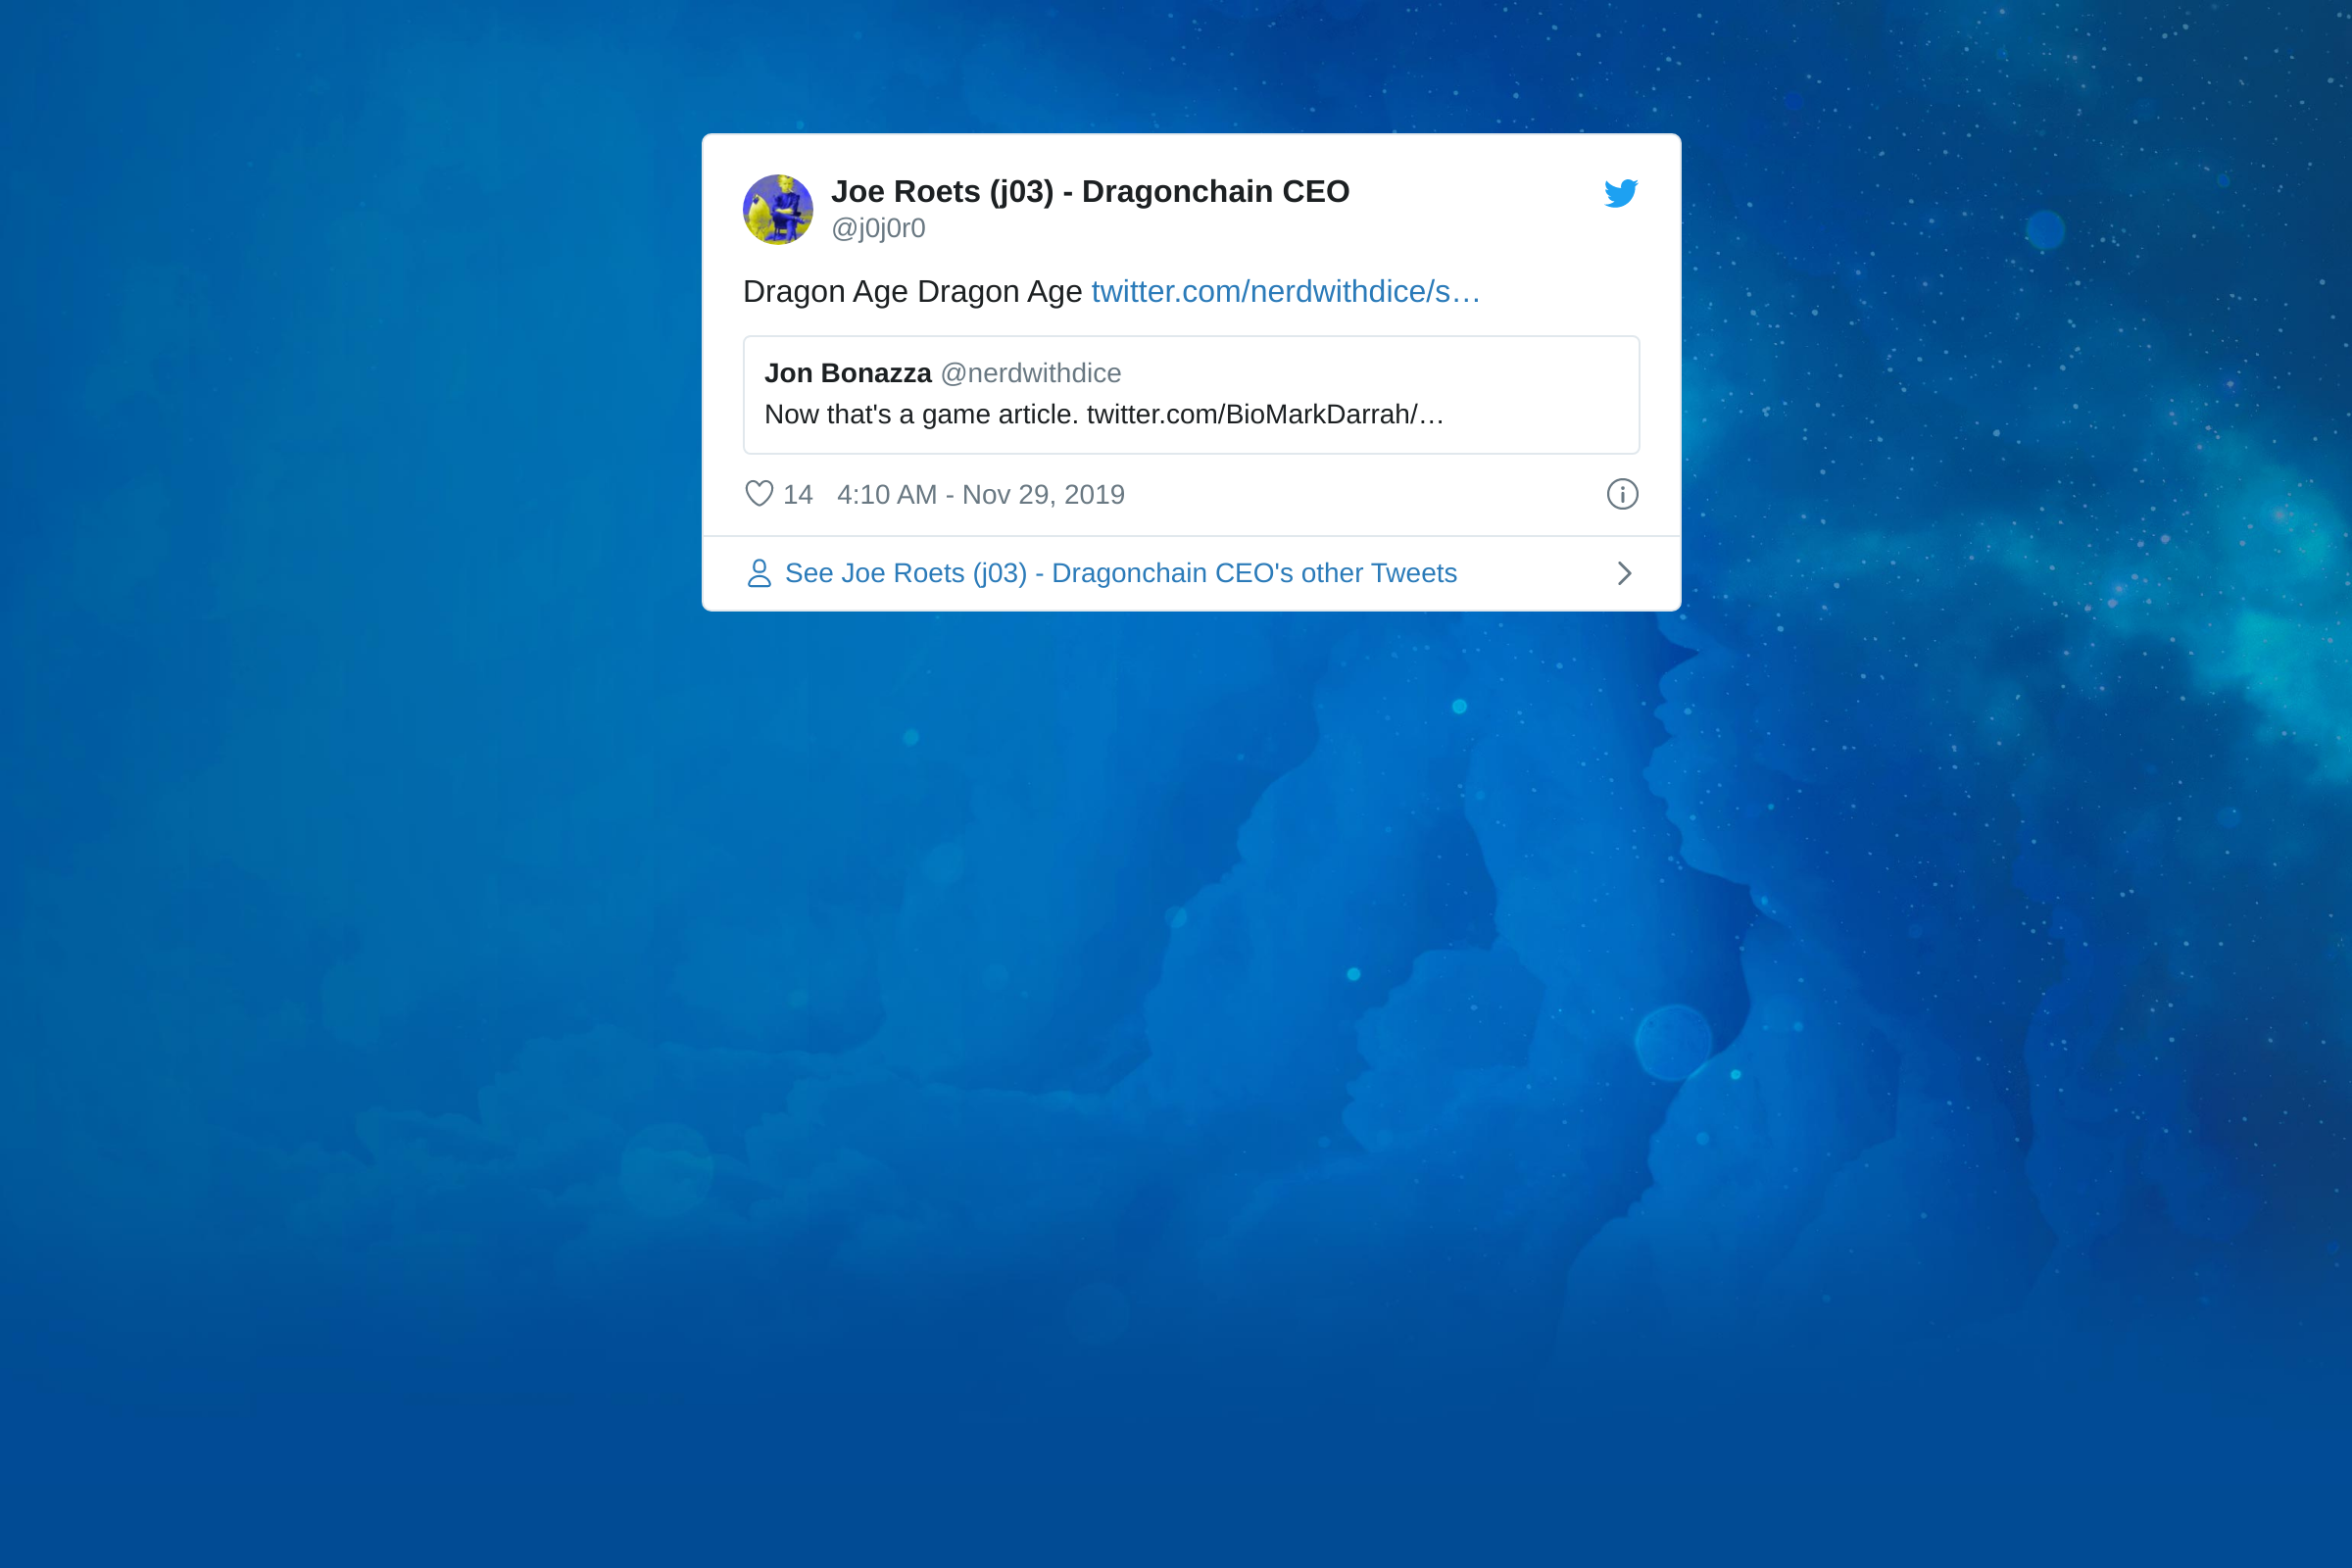 Joe Roets (j03) - Dragonchain CEO
@j0j0r0
Dragon Age Dragon Age twitter.com/nerdwithdice/s…
Jon Bonazza @nerdwithdice
Now that's a game article. twitter.com/BioMarkDarrah/…
14 4:10 AM - Nov 29, 2019
See Joe Roets (j03) - Dragonchain CEO's other Tweets